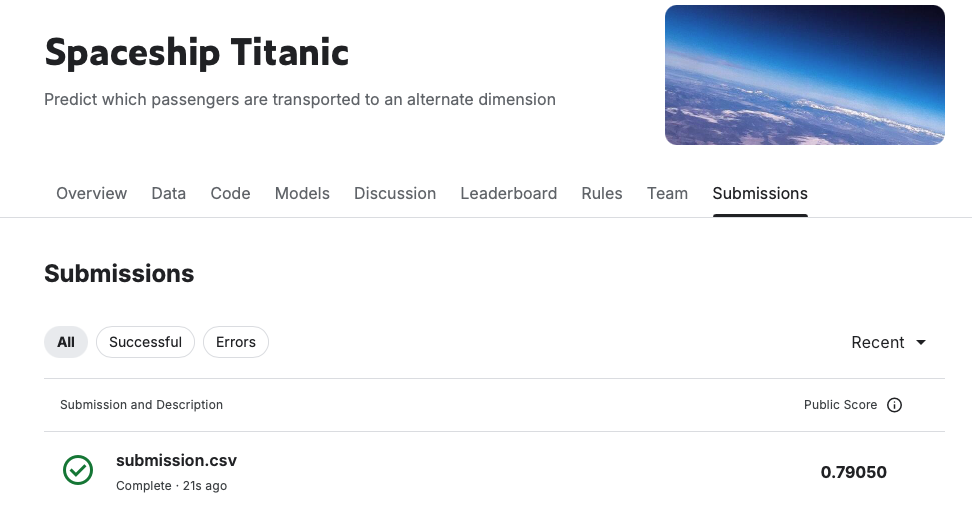 Spaceship Titanic
Predict which passengers are transported to an alternate dimension
Overview Data Code Models Discussion Leaderboard Rules Team Submissions
Submissions
All Successful Errors Recent
Submission and Description Public Score
submission.csv
Complete · 21s ago
0.79050